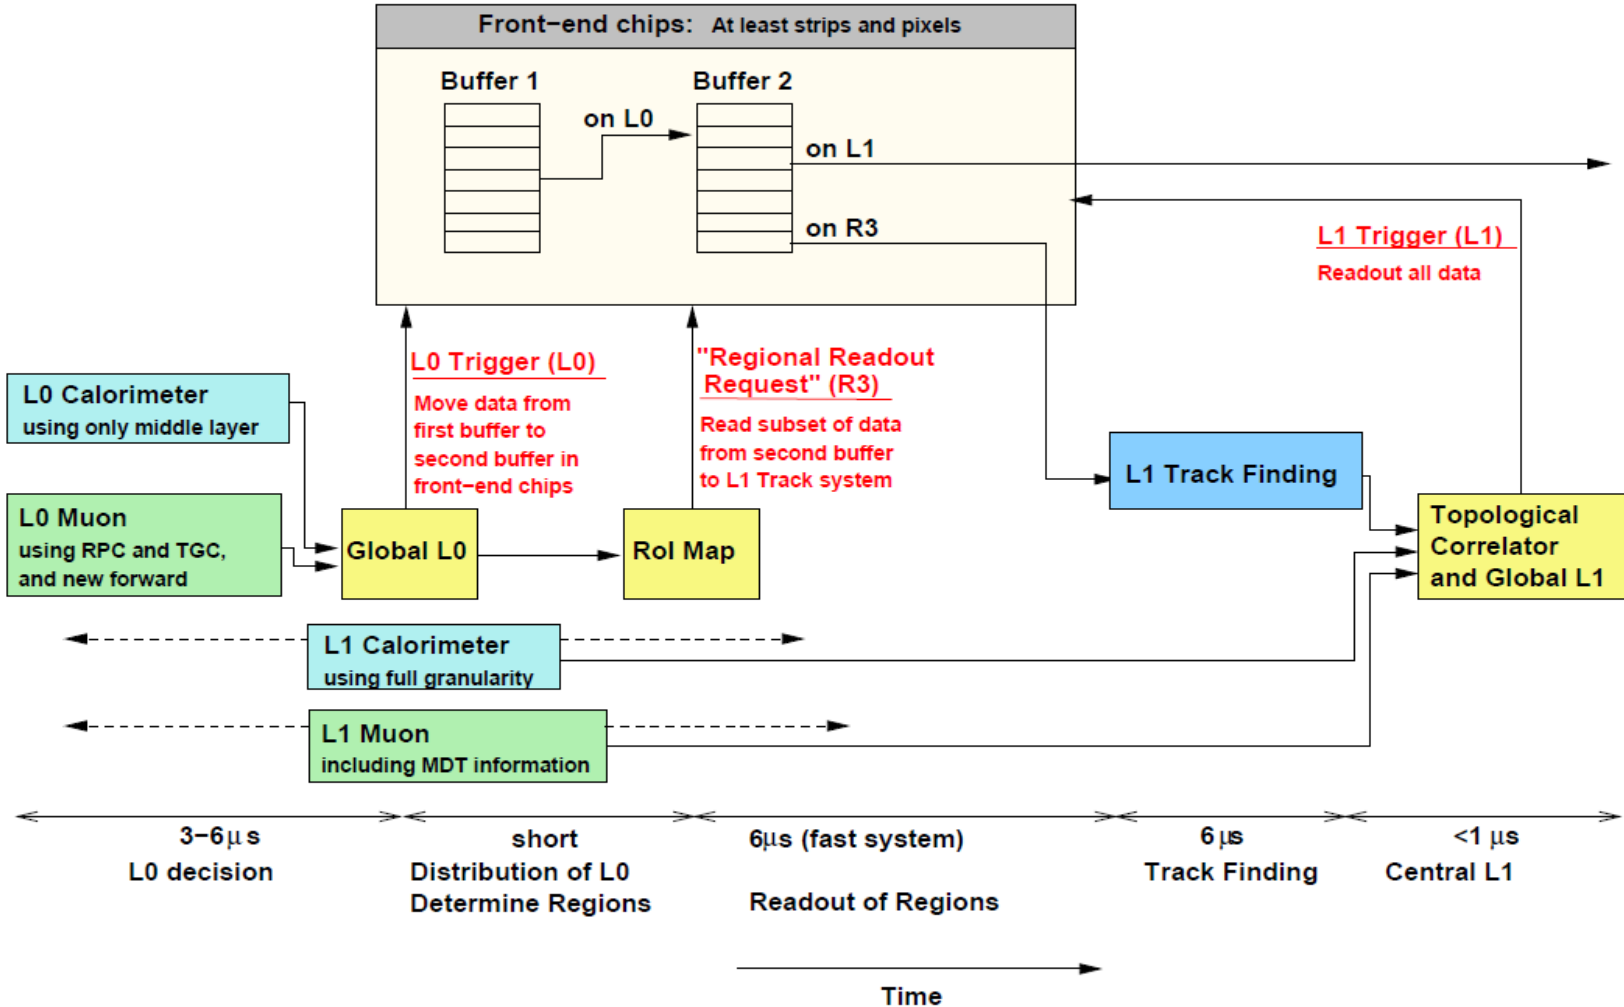 Front−end chips: At least strips and pixels
Buffer 1
Buffer 2
on L0
on L1
on R3
L1 Trigger (L1)
Readout all data
L0 Trigger (L0)
Move data from
first buffer to
second buffer in
front−end chips
"Regional Readout
Request" (R3)
Read subset of data
from second buffer
to L1 Track system
L0 Calorimeter
using only middle layer
L0 Muon
using RPC and TGC,
and new forward
Global L0
RoI Map
L1 Track Finding
Topological
Correlator
and Global L1
L1 Calorimeter
using full granularity
L1 Muon
including MDT information
3−6μs
L0 decision
short
Distribution of L0
Determine Regions
6μs (fast system)
Readout of Regions
6μs
Track Finding
<1 μs
Central L1
Time